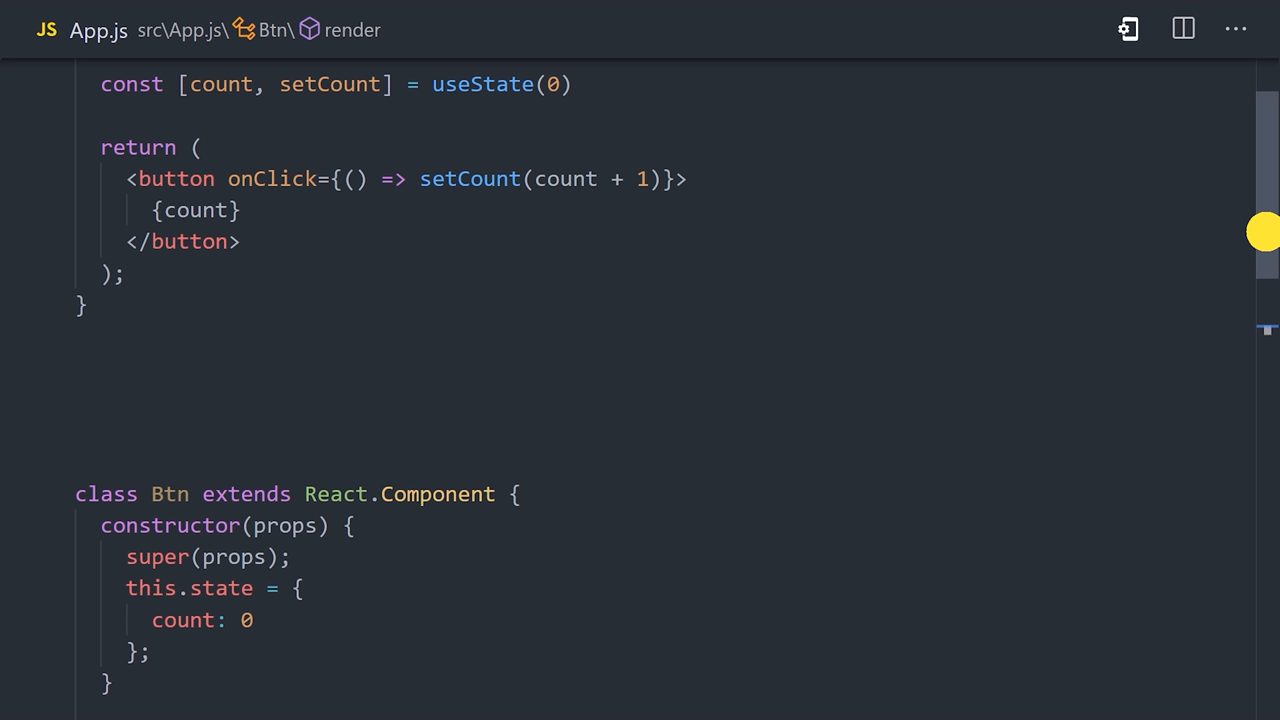 JS App.js src\App.js\Btn\render
const [count, setCount] = useState(0)
return (
<button onClick={() => setCount(count + 1)}>
{count}
</button>
);
}
class Btn extends React.Component {
constructor(props) {
super(props);
this.state = {
count: 0
};
}